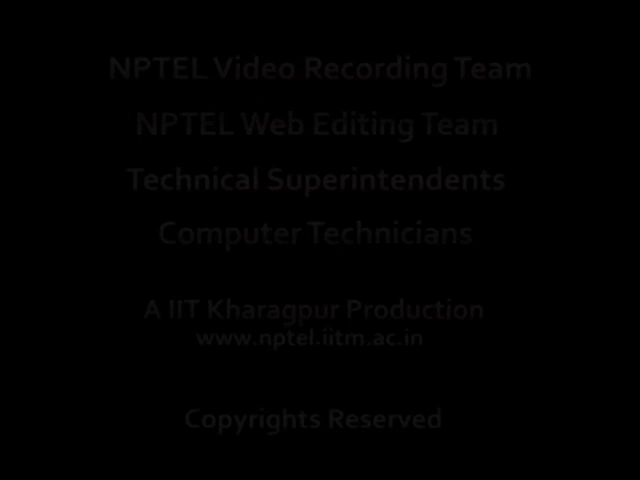 NPTEL Video Recording Team
NPTEL Web Editing Team
Technical Superintendents
Computer Technicians
A IIT Kharagpur Production
www.nptel.iitm.ac.in
Copyrights Reserved